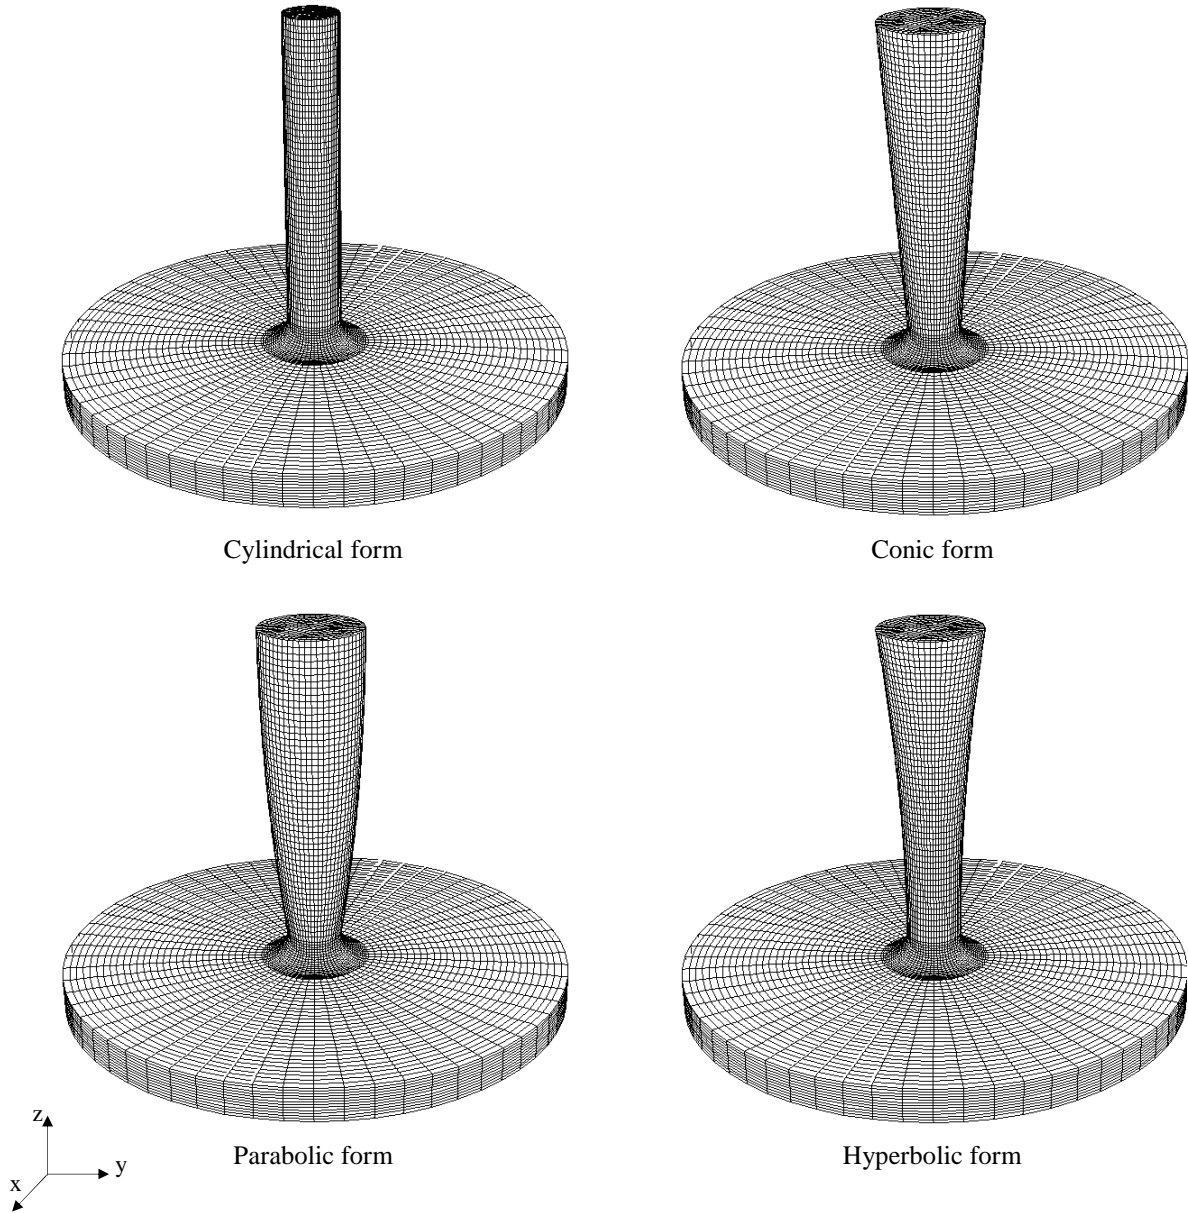 Cylindrical form
Conic form
Parabolic form
Hyperbolic form
z
y
x